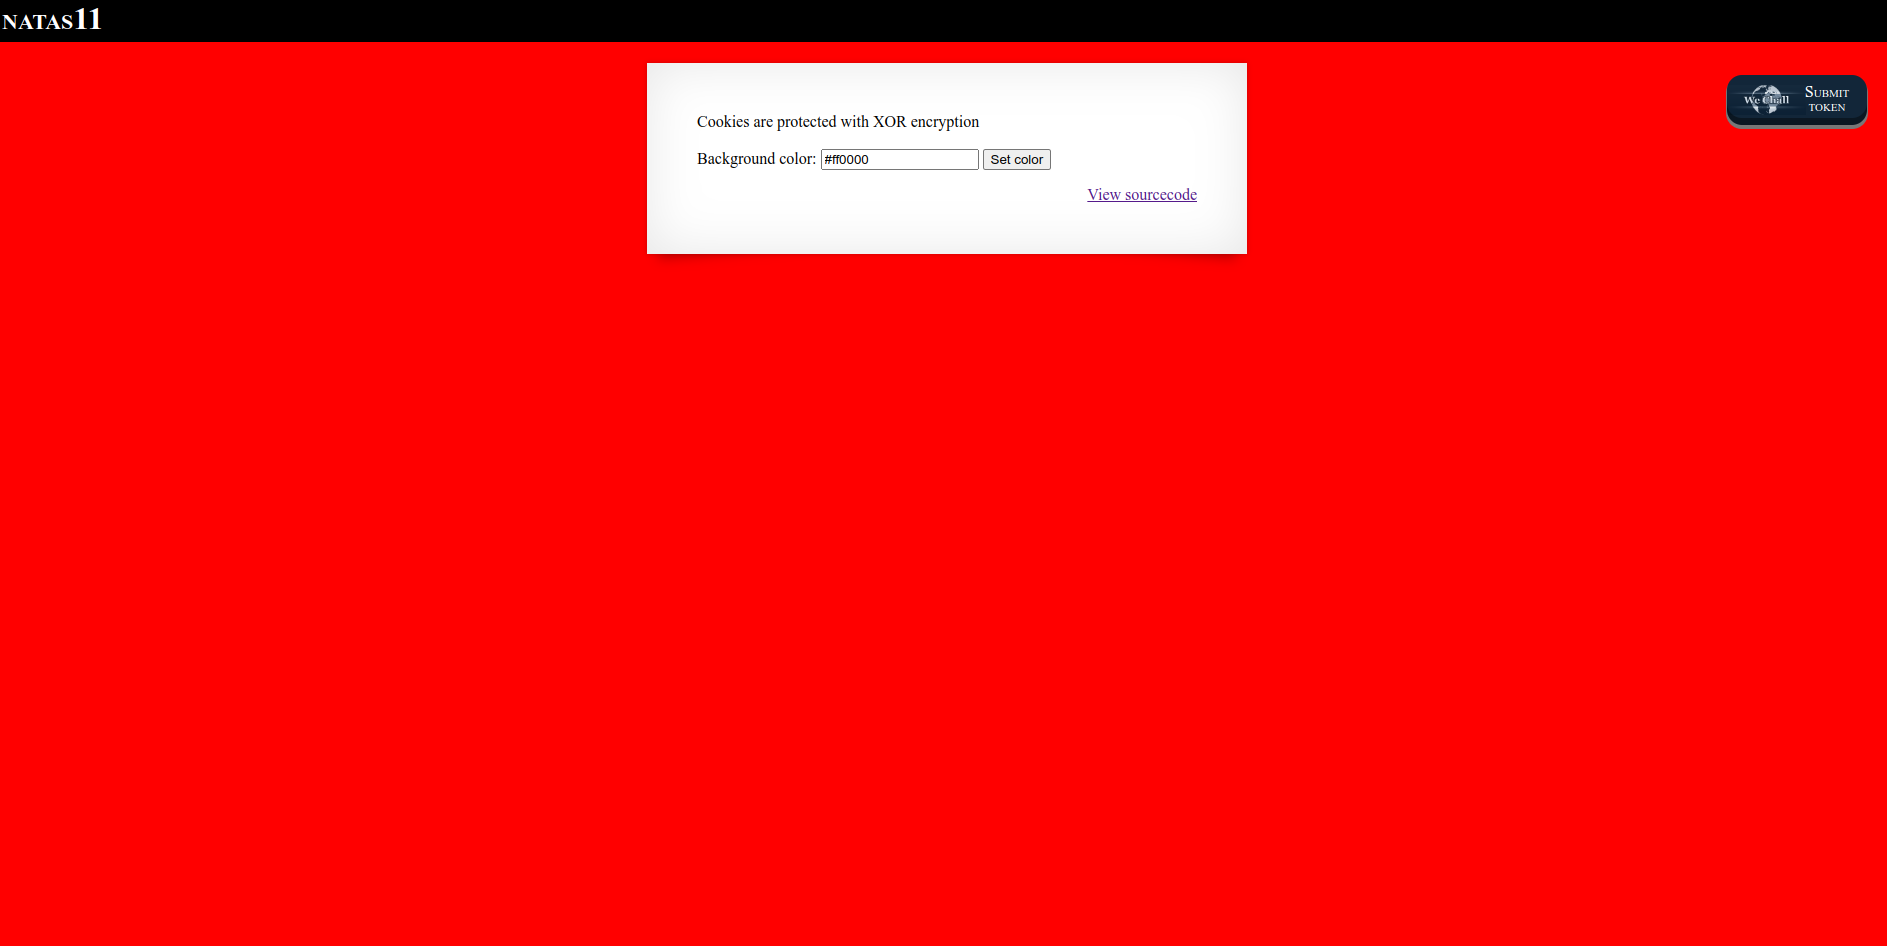 NATAS11
We Chall
SUBMIT
TOKEN
Cookies are protected with XOR encryption
Background color: #ff0000 Set color
View sourcecode